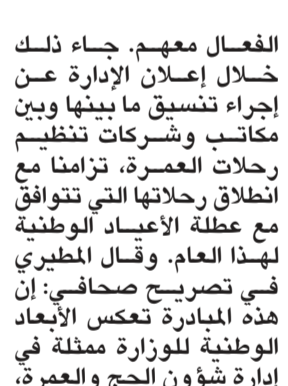 الفعال معهم. جاء ذلك
خلال إعلان الإدارة عن
إجراء تنسيق ما بينها وبين
مكاتب وشركات تنظيم
رحلات العمرة، تزامنا مع
انطلاق رحلاتها التي تتوافق
مع عطلة الأعياد الوطنية
لهذا العام. وقال المطيري
في تصريح صحافي: إن
هذه المبادرة تعكس الأبعاد
الوطنية للوزارة ممثلة في
إدارة شؤون الحج والعمرة،